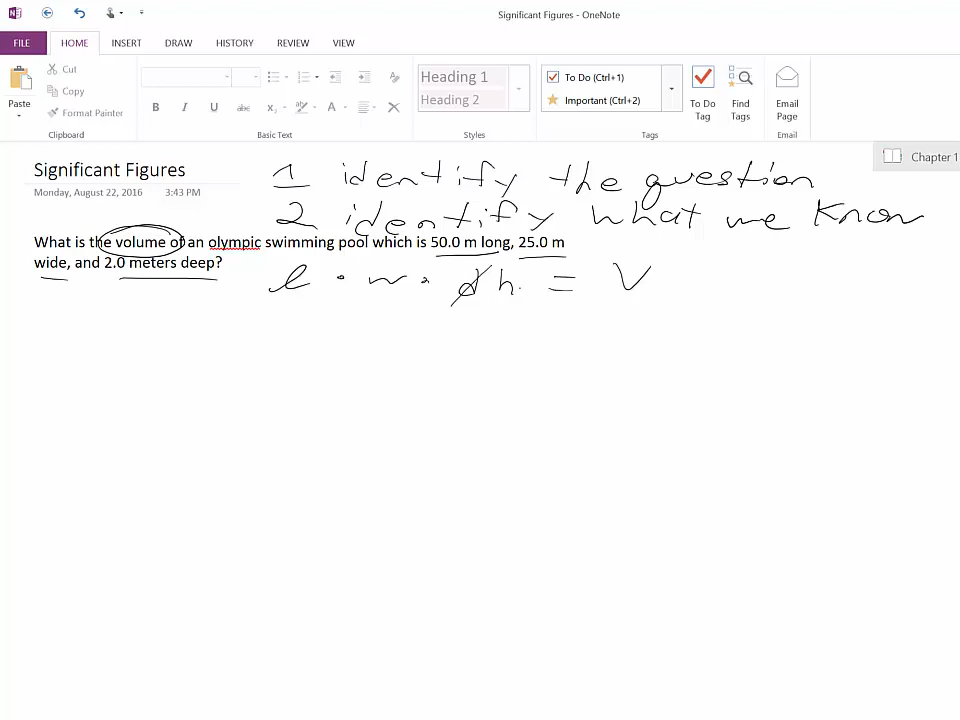 Significant Figures - OneNote
FILE HOME INSERT DRAW HISTORY REVIEW VIEW
Paste
Cut
Copy
Format Painter
Clipboard
B I U abc x₂ A
Basic Text
Heading 1
Heading 2
Styles
To Do (Ctrl+1)
Important (Ctrl+2)
To Do Tag
Find Tags
Tags
Email Page
Email
Chapter 1
Significant Figures
Monday, August 22, 2016 3:43 PM
1 identify the question
2 identify what we know
What is the volume of an olympic swimming pool which is 50.0 m long, 25.0 m
wide, and 2.0 meters deep?
l · w · h = V